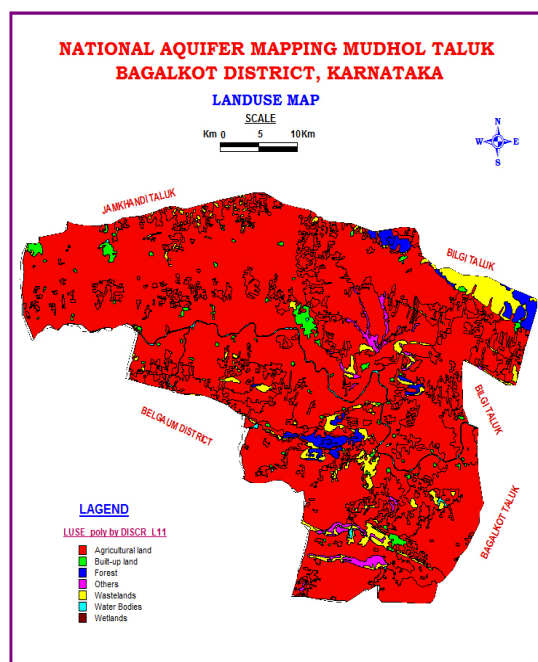 NATIONAL AQUIFER MAPPING MUDHOL TALUK
BAGALKOT DISTRICT, KARNATAKA
LANDUSE MAP
SCALE
Km 0 5 10Km
N
W E
S
JAMKHANDI TALUK
BILGI TALUK
BELGAUM DISTRICT
BILGI TALUK
BAGALKOT TALUK
LAGEND
LUSE_poly by DISCR_L11
Agricultural land
Built-up land
Forest
Others
Wastelands
Water Bodies
Wetlands